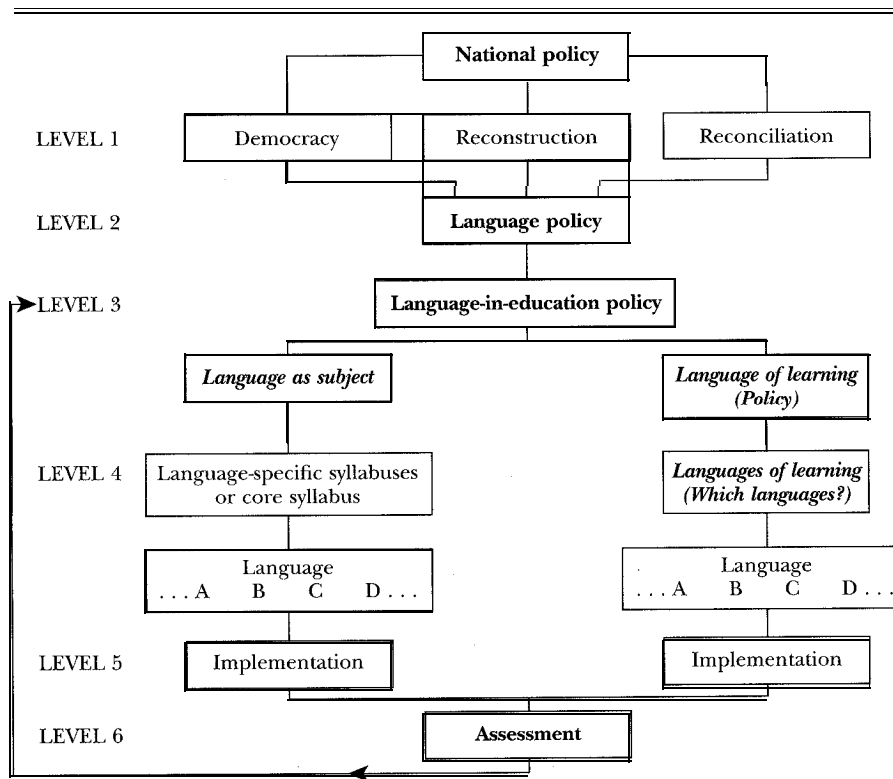 National policy
LEVEL 1
Democracy
Reconstruction
Reconciliation
LEVEL 2
Language policy
LEVEL 3
Language-in-education policy
Language as subject
Language of learning
(Policy)
LEVEL 4
Language-specific syllabuses
or core syllabus
Languages of learning
(Which languages?)
Language
. . . A B C D . . .
Language
. . . A B C D . . .
LEVEL 5
Implementation
Implementation
LEVEL 6
Assessment